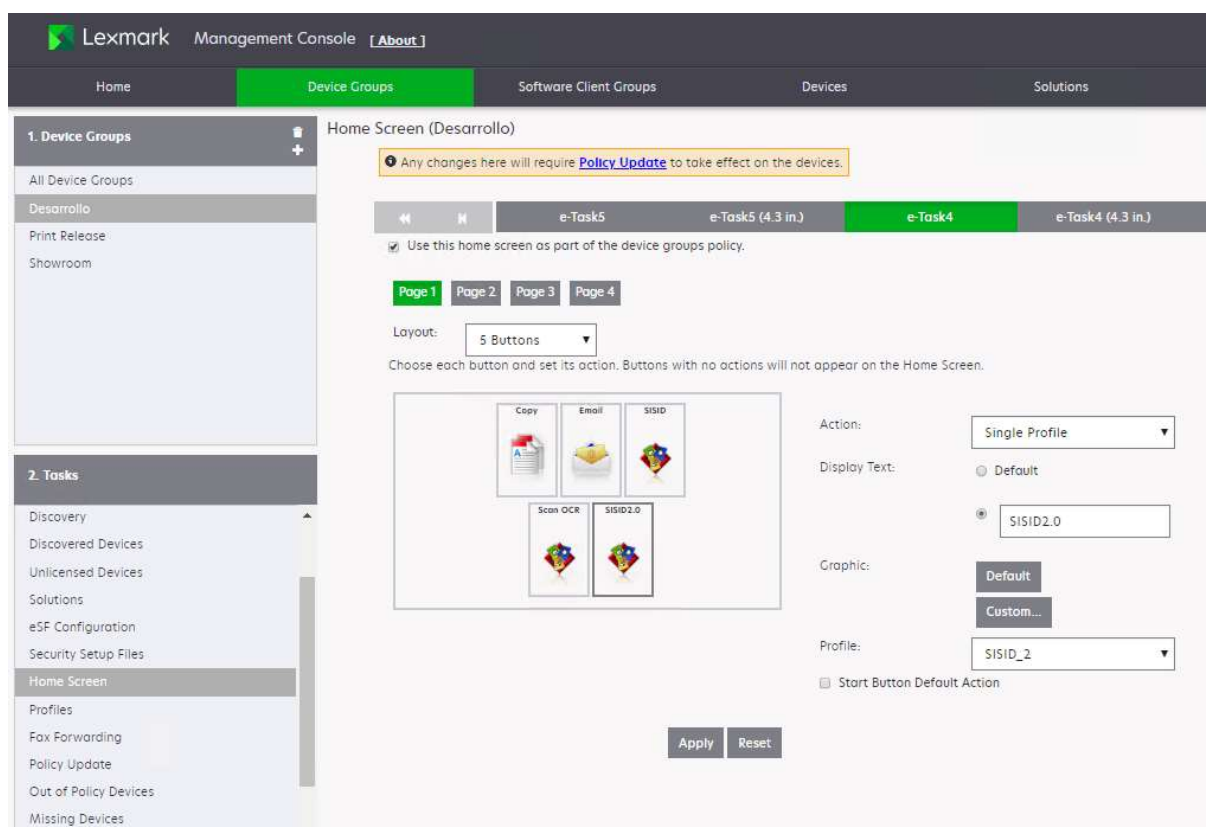 Lexmark Management Console [ About ]
Home Device Groups Software Client Groups Devices Solutions
1. Device Groups
All Device Groups
Desarrollo
Print Release
Showroom
2. Tasks
Discovery
Discovered Devices
Unlicensed Devices
Solutions
eSF Configuration
Security Setup Files
Home Screen
Profiles
Fax Forwarding
Policy Update
Out of Policy Devices
Missing Devices
Home Screen (Desarrollo)
Any changes here will require Policy Update to take effect on the devices.
e-Task5 e-Task5 (4.3 in.) e-Task4 e-Task4 (4.3 in.)
Use this home screen as part of the device groups policy.
Page 1 Page 2 Page 3 Page 4
Layout: 5 Buttons
Choose each button and set its action. Buttons with no actions will not appear on the Home Screen.
Copy Email SISID
Scan OCR SISID2.0
Action: Single Profile
Display Text: Default
SISID2.0
Graphic: Default
Custom...
Profile: SISID_2
Start Button Default Action
Apply Reset